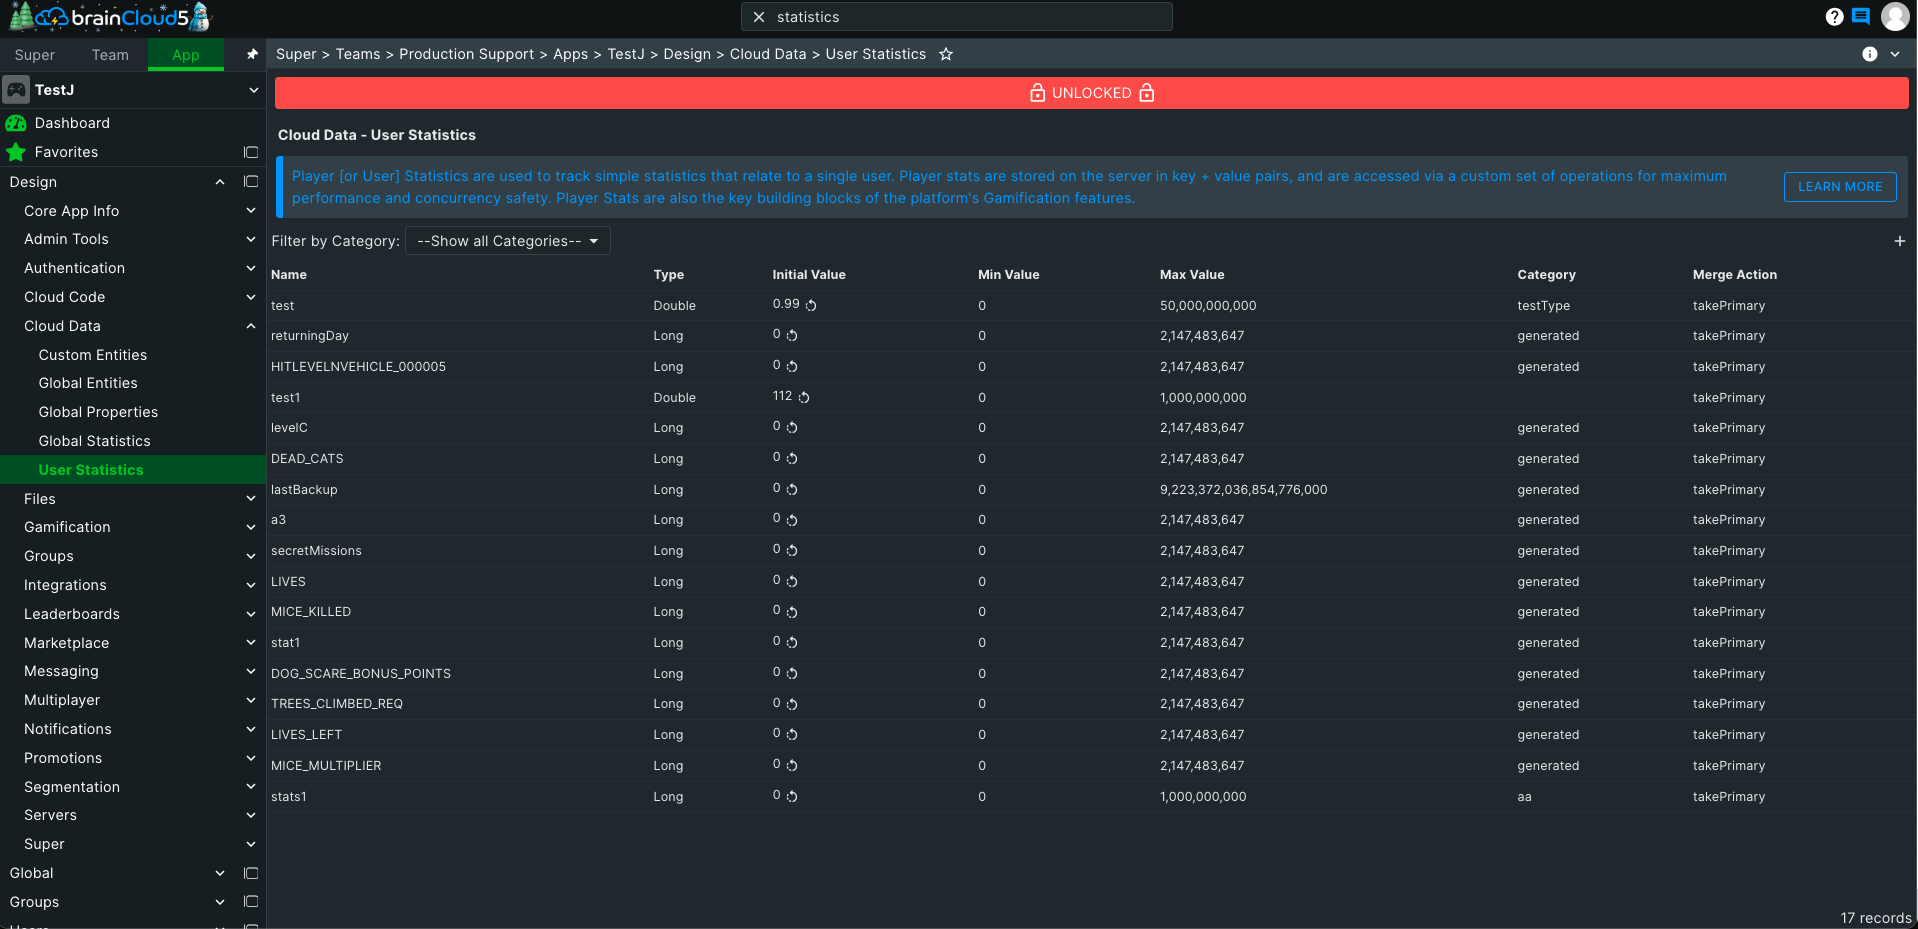 brainCloud5
statistics
Super
Team
App
Super > Teams > Production Support > Apps > TestJ > Design > Cloud Data > User Statistics
TestJ
UNLOCKED
Dashboard
Favorites
Design
Core App Info
Admin Tools
Authentication
Cloud Code
Cloud Data
Custom Entities
Global Entities
Global Properties
Global Statistics
User Statistics
Files
Gamification
Groups
Integrations
Leaderboards
Marketplace
Messaging
Multiplayer
Notifications
Promotions
Segmentation
Servers
Super
Global
Groups
Cloud Data - User Statistics
Player [or User] Statistics are used to track simple statistics that relate to a single user. Player stats are stored on the server in key + value pairs, and are accessed via a custom set of operations for maximum
performance and concurrency safety. Player Stats are also the key building blocks of the platform's Gamification features.
LEARN MORE
Filter by Category: --Show all Categories--
Name Type Initial Value Min Value Max Value Category Merge Action
test Double 0.99 0 50,000,000,000 testType takePrimary
returningDay Long 0 0 2,147,483,647 generated takePrimary
HITLEVELNVEHICLE_000005 Long 0 0 2,147,483,647 generated takePrimary
test1 Double 112 0 1,000,000,000 takePrimary
levelC Long 0 0 2,147,483,647 generated takePrimary
DEAD_CATS Long 0 0 2,147,483,647 generated takePrimary
lastBackup Long 0 0 9,223,372,036,854,776,000 generated takePrimary
a3 Long 0 0 2,147,483,647 generated takePrimary
secretMissions Long 0 0 2,147,483,647 generated takePrimary
LIVES Long 0 0 2,147,483,647 generated takePrimary
MICE_KILLED Long 0 0 2,147,483,647 generated takePrimary
stat1 Long 0 0 2,147,483,647 generated takePrimary
DOG_SCARE_BONUS_POINTS Long 0 0 2,147,483,647 generated takePrimary
TREES_CLIMBED_REQ Long 0 0 2,147,483,647 generated takePrimary
LIVES_LEFT Long 0 0 2,147,483,647 generated takePrimary
MICE_MULTIPLIER Long 0 0 2,147,483,647 generated takePrimary
stats1 Long 0 0 1,000,000,000 aa takePrimary
17 records